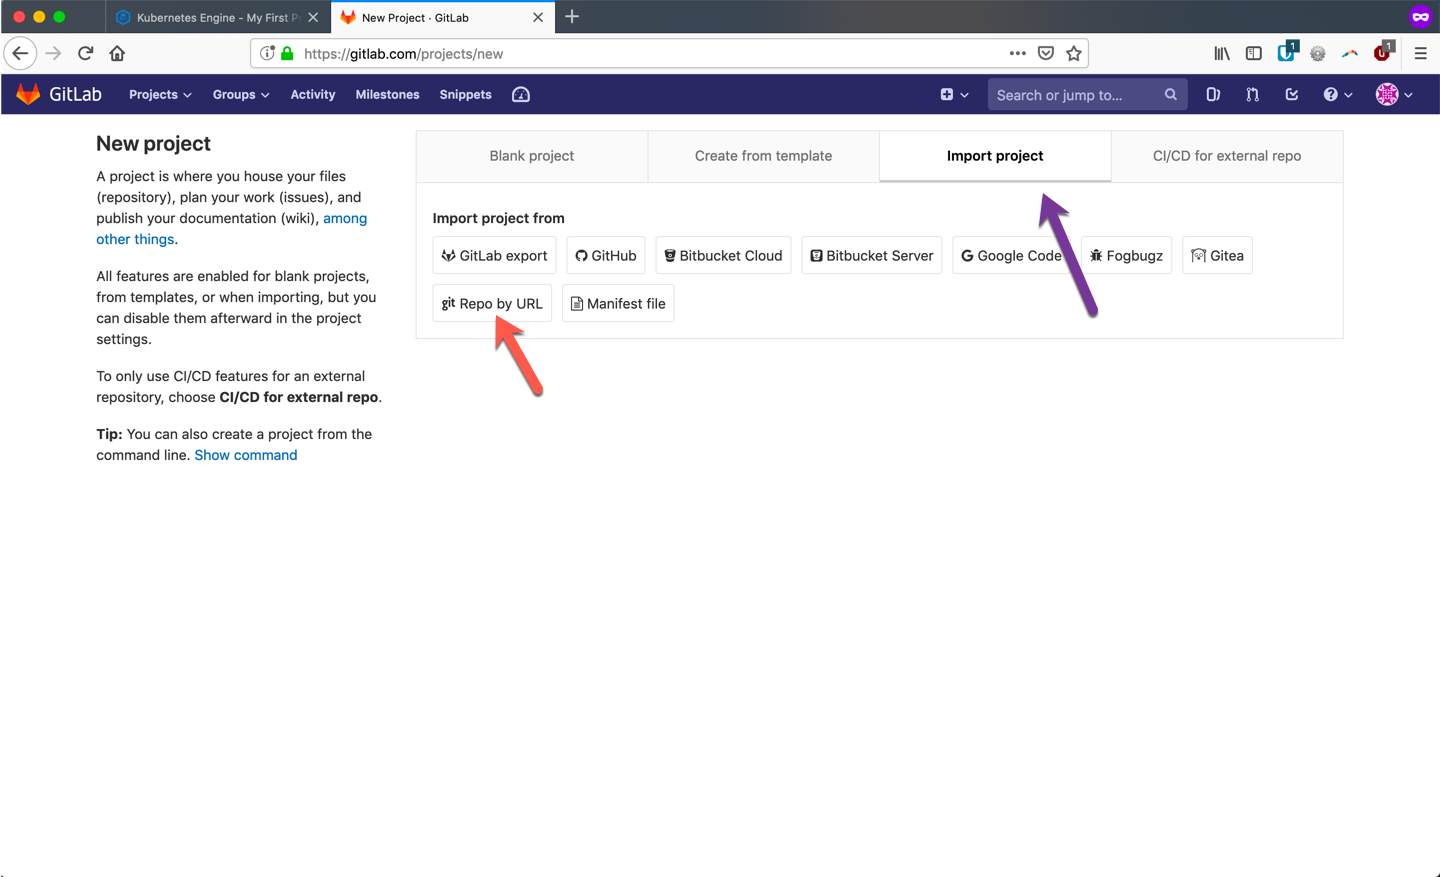 Kubernetes Engine - My First P
New Project · GitLab
https://gitlab.com/projects/new
1
1
GitLab
Projects
Groups
Activity
Milestones
Snippets
Search or jump to...
New project
A project is where you house your files
(repository), plan your work (issues), and
publish your documentation (wiki), among
other things.
All features are enabled for blank projects,
from templates, or when importing, but you
can disable them afterward in the project
settings.
To only use CI/CD features for an external
repository, choose CI/CD for external repo.
Tip: You can also create a project from the
command line. Show command
Blank project
Create from template
Import project
CI/CD for external repo
Import project from
GitLab export
GitHub
Bitbucket Cloud
Bitbucket Server
Google Code
Fogbugz
Gitea
git Repo by URL
Manifest file